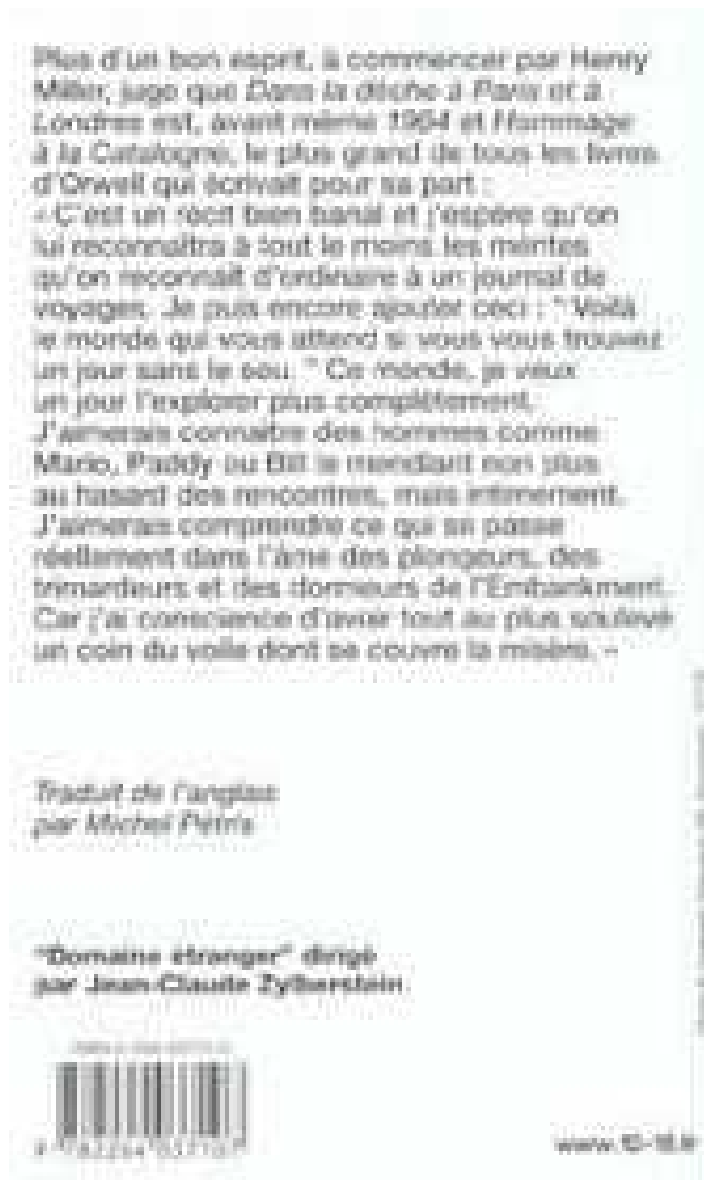 Plus d'un bon esprit, à commencer par Henry
Miller, juge que Dans la dèche à Paris et à
Londres est, avant même 1984 et Hommage
à la Catalogne, le plus grand de tous les livres
d'Orwell qui écrivait pour sa part :
« C'est un récit bien banal et j'espère qu'on
lui reconnaîtra à tout le moins les mérites
qu'on reconnaît d'ordinaire à un journal de
voyages. Je puis encore ajouter ceci : " Voilà
le monde qui vous attend si vous vous trouvez
un jour sans le sou. " Ce monde, je veux
un jour l'explorer plus complètement.
J'aimerais connaître des hommes comme
Mario, Paddy ou Bill le mendiant non plus
au hasard des rencontres, mais intimement.
J'aimerais comprendre ce qui se passe
réellement dans l'âme des plongeurs, des
trimardeurs et des dormeurs de l'Embankment.
Car j'ai conscience d'avoir tout au plus soulevé
un coin du voile dont se couvre la misère. »
Traduit de l'anglais
par Michel Pétris
"Domaine étranger" dirigé
par Jean-Claude Zylberstein
www.10-18.fr